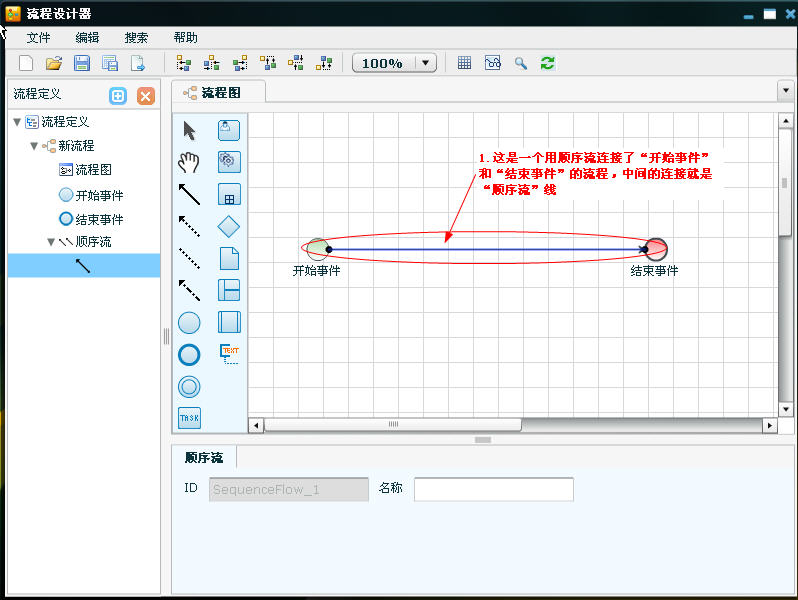 流程设计器
文件 编辑 搜索 帮助
100%
流程定义
流程图
流程定义
新流程
流程图
开始事件
结束事件
顺序流
1.这是一个用顺序流连接了“开始事件”
和“结束事件”的流程，中间的连接就是
“顺序流”线
开始事件
结束事件
TEXT
TASK
顺序流
ID SequenceFlow_1 名称